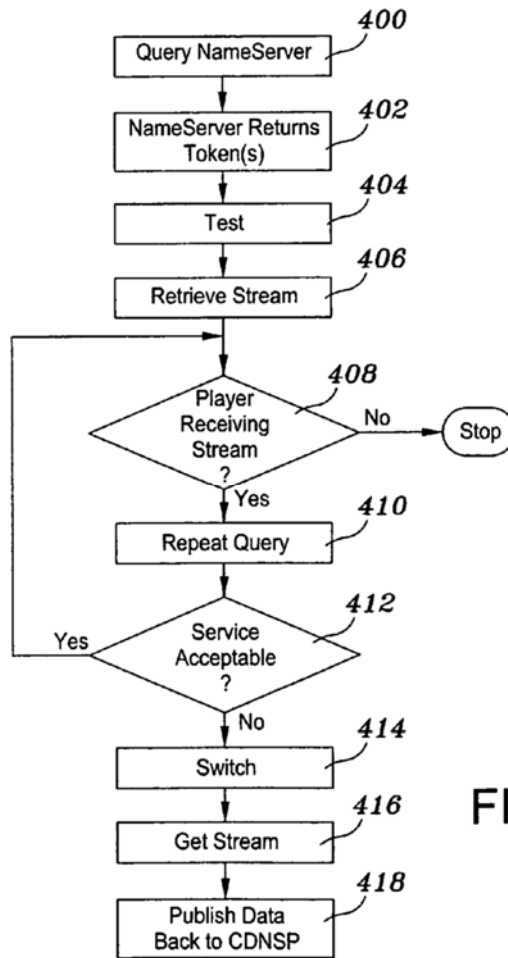 400
Query NameServer
402
NameServer Returns
Token(s)
404
Test
406
Retrieve Stream
408
Player
Receiving
Stream
?
No
Stop
Yes
410
Repeat Query
412
Yes
Service
Acceptable
?
No
414
Switch
416
Get Stream
418
Publish Data
Back to CDNSP